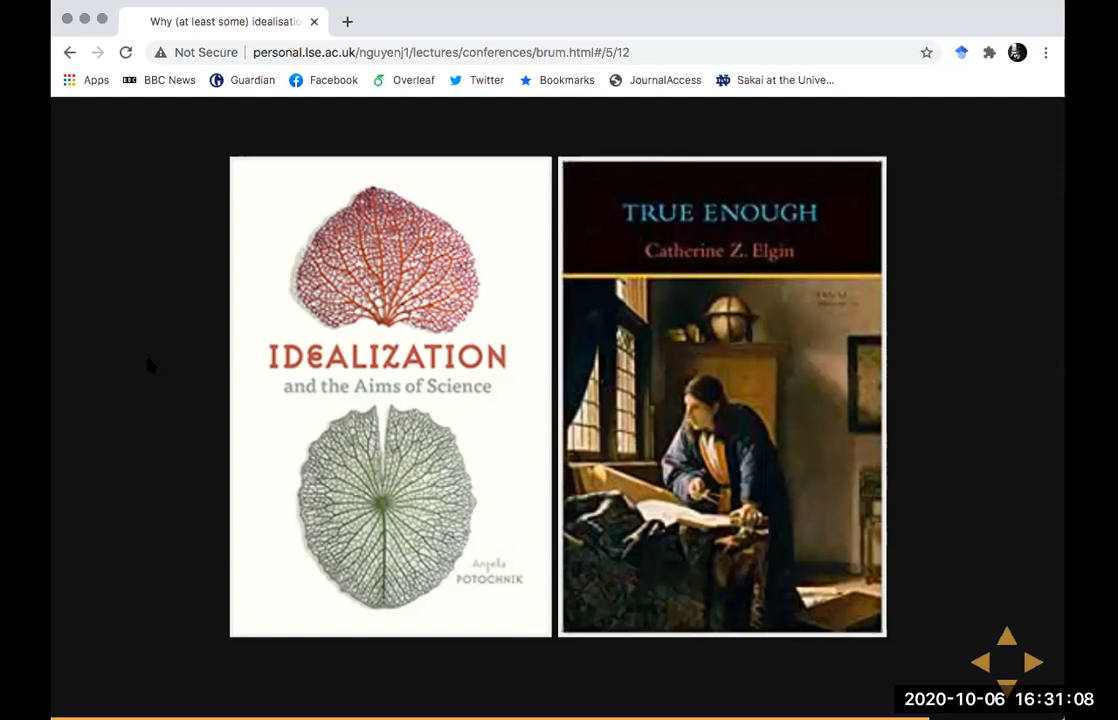 Why (at least some) idealisatio
Not Secure personal.lse.ac.uk/nguyenj1/lectures/conferences/brum.html#/5/12
Apps BBC News Guardian Facebook Overleaf Twitter Bookmarks JournalAccess Sakai at the Unive...
IDEALIZATION
and the Aims of Science
Angela
POTOCHNIK
TRUE ENOUGH
Catherine Z. Elgin
2020-10-06 16:31:08